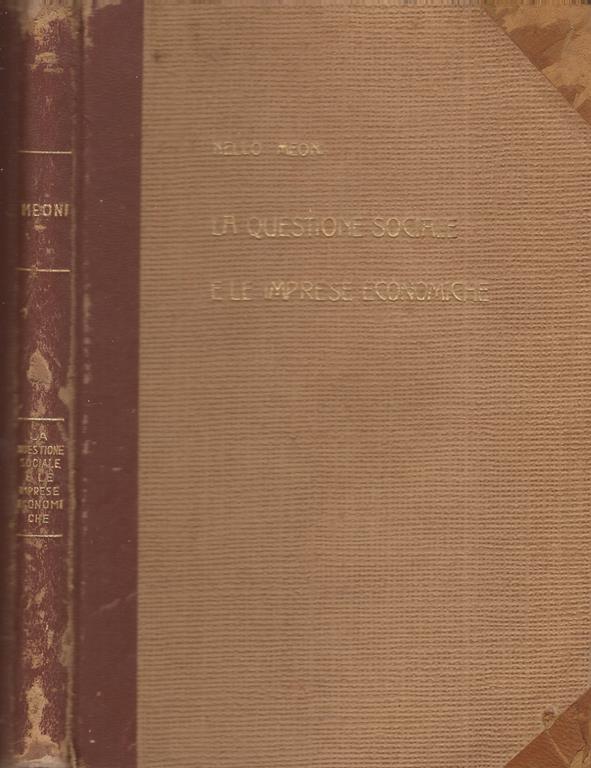 MEONI
LA
QUESTIONE
SOCIALE
E LE
IMPRESE
ECONOMI
CHE
NELLO MEONI
LA QUESTIONE SOCIALE
E LE IMPRESE ECONOMICHE